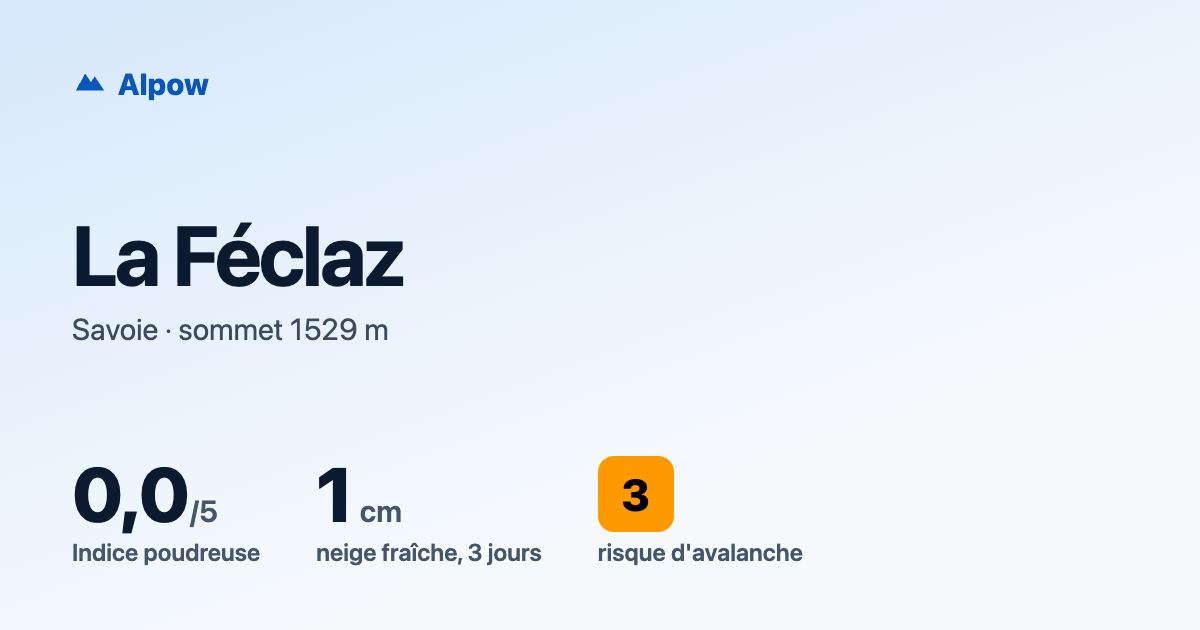 Alpow
La Féclaz
Savoie · sommet 1529 m
0,0/5
Indice poudreuse
1 cm
neige fraîche, 3 jours
3
risque d'avalanche